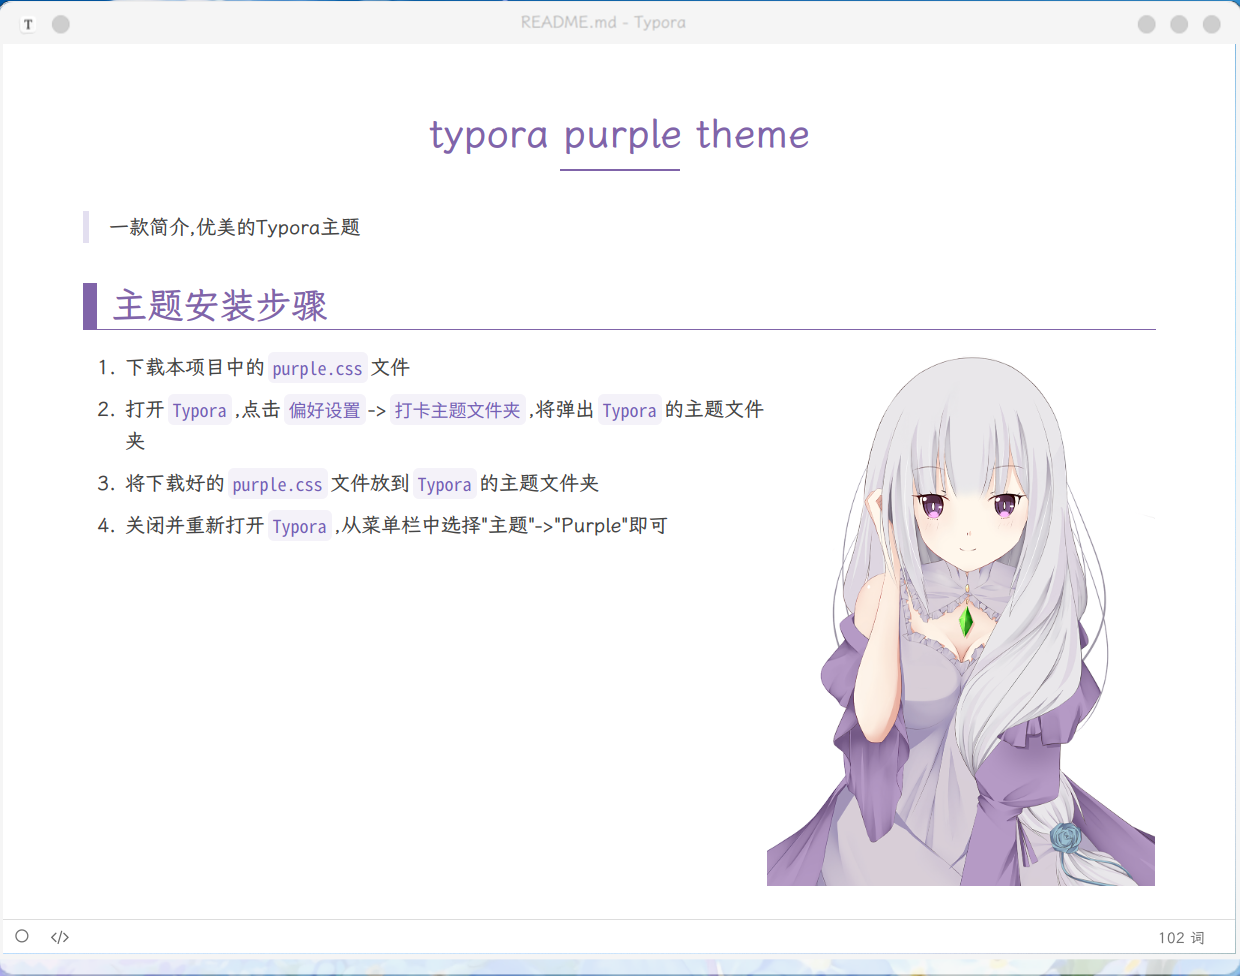 T
README.md - Typora
typora purple theme
一款简介,优美的Typora主题
主题安装步骤
1. 下载本项目中的 purple.css 文件
2. 打开 Typora ,点击 偏好设置 -> 打卡主题文件夹 ,将弹出 Typora 的主题文件
夹
3. 将下载好的 purple.css 文件放到 Typora 的主题文件夹
4. 关闭并重新打开 Typora ,从菜单栏中选择"主题"->"Purple"即可
</> 102 词